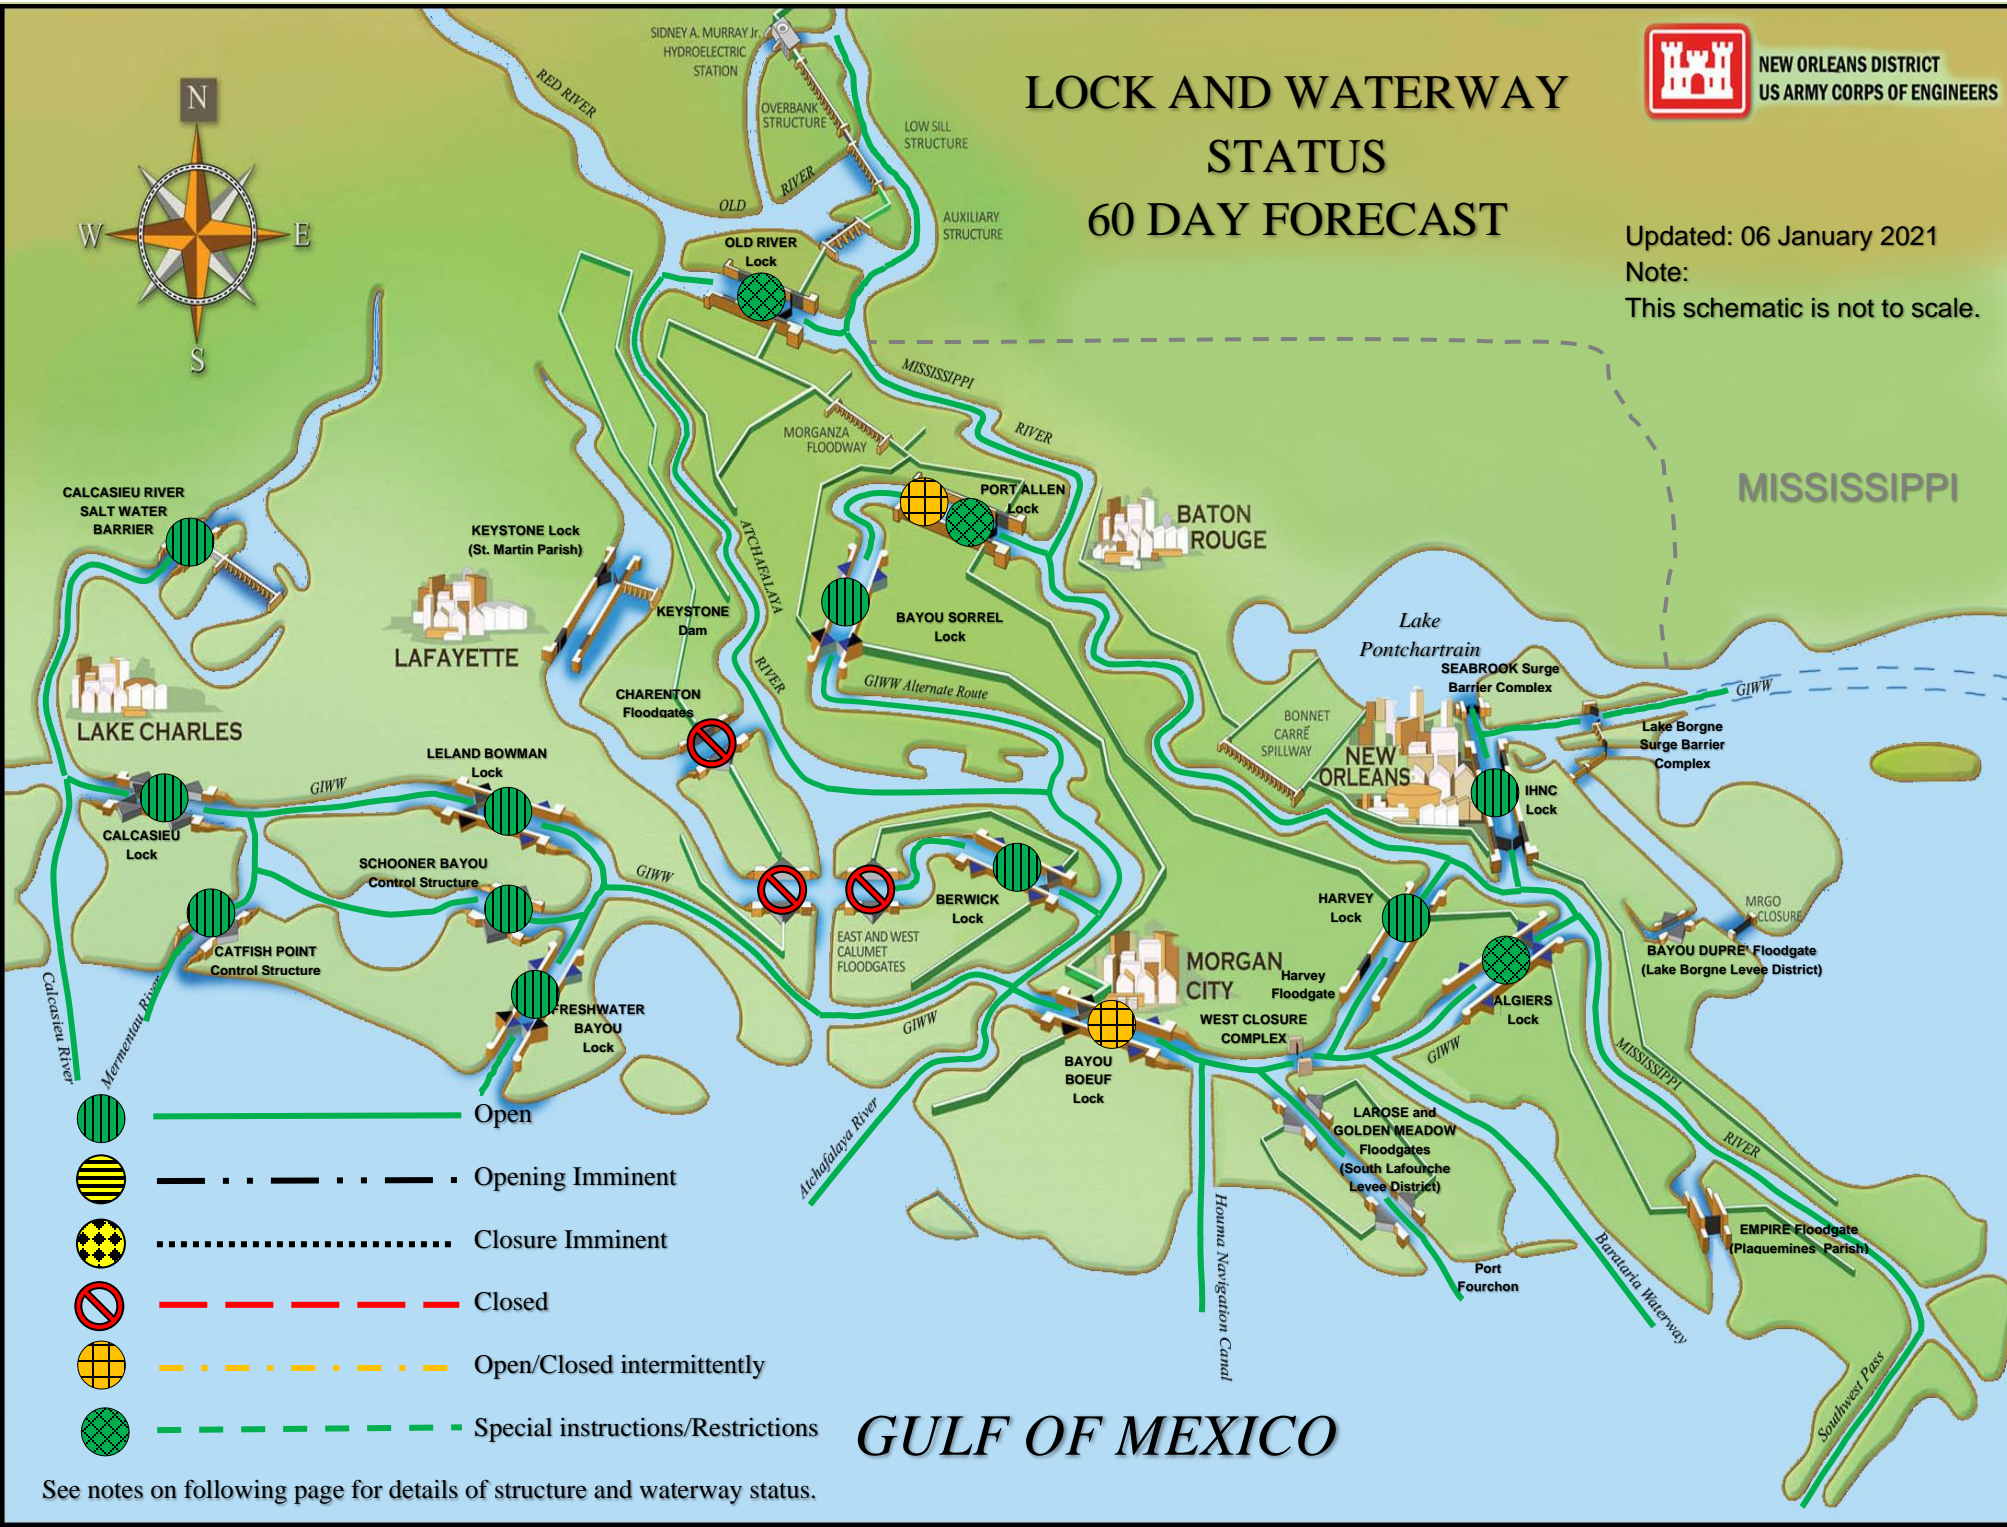 SIDNEY A. MURRAY Jr.
HYDROELECTRIC
STATION
RED RIVER
OVERBANK
STRUCTURE
LOW SILL
STRUCTURE
LOCK AND WATERWAY
STATUS
60 DAY FORECAST
NEW ORLEANS DISTRICT
US ARMY CORPS OF ENGINEERS
N
W
E
S
OLD
RIVER
AUXILIARY
STRUCTURE
OLD RIVER
Lock
Updated: 06 January 2021
Note:
This schematic is not to scale.
MISSISSIPPI
RIVER
MORGANZA
FLOODWAY
MISSISSIPPI
CALCASIEU RIVER
SALT WATER
BARRIER
KEYSTONE Lock
(St. Martin Parish)
PORT ALLEN
Lock
BATON
ROUGE
ATCHAFALAYA
RIVER
KEYSTONE
Dam
BAYOU SORREL
Lock
LAFAYETTE
Lake
Pontchartrain
SEABROOK Surge
Barrier Complex
GIWW
CHARENTON
Floodgates
GIWW Alternate Route
LAKE CHARLES
BONNET
CARRÉ
SPILLWAY
NEW
ORLEANS
Lake Borgne
Surge Barrier
Complex
LELAND BOWMAN
Lock
GIWW
IHNC
Lock
CALCASIEU
Lock
SCHOONER BAYOU
Control Structure
GIWW
BERWICK
Lock
HARVEY
Lock
MRGO
CLOSURE
EAST AND WEST
CALUMET
FLOODGATES
BAYOU DUPRE' Floodgate
(Lake Borgne Levee District)
CATFISH POINT
Control Structure
MORGAN
CITY
Harvey
Floodgate
ALGIERS
Lock
Calcasieu River
Mermentau River
FRESHWATER
BAYOU
Lock
GIWW
WEST CLOSURE
COMPLEX
GIWW
MISSISSIPPI
RIVER
BAYOU
BOEUF
Lock
Atchafalaya River
LAROSE and
GOLDEN MEADOW
Floodgates
(South Lafourche
Levee District)
Houma Navigation Canal
EMPIRE Floodgate
(Plaquemines Parish)
Port
Fourchon
Barataria Waterway
Southwest Pass
Open
Opening Imminent
Closure Imminent
Closed
Open/Closed intermittently
Special instructions/Restrictions
GULF OF MEXICO
See notes on following page for details of structure and waterway status.